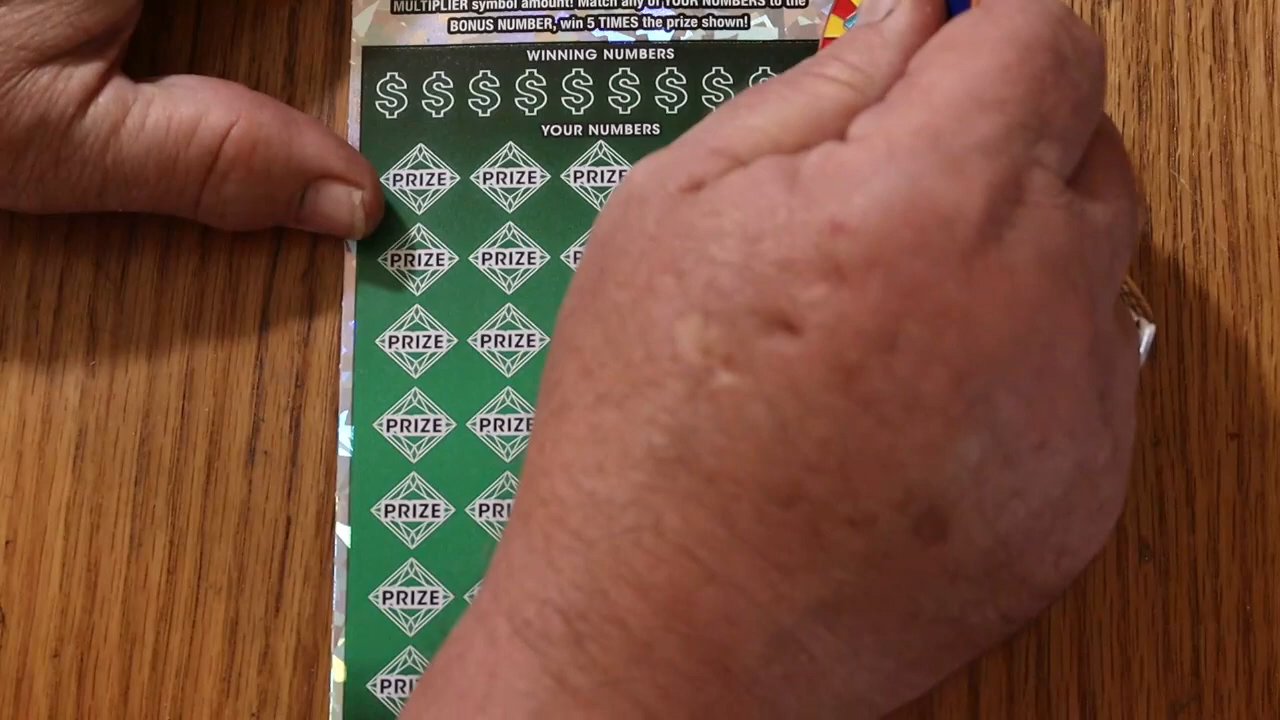 MULTIPLIER symbol amount! Match any of YOUR NUMBERS to the
BONUS NUMBER, win 5 TIMES the prize shown!
WINNING NUMBERS
$ $ $ $ $ $ $ $ $
YOUR NUMBERS
PRIZE PRIZE PRIZE
PRIZE PRIZE
PRIZE PRIZE
PRIZE PRIZE
PRIZE
PRIZE